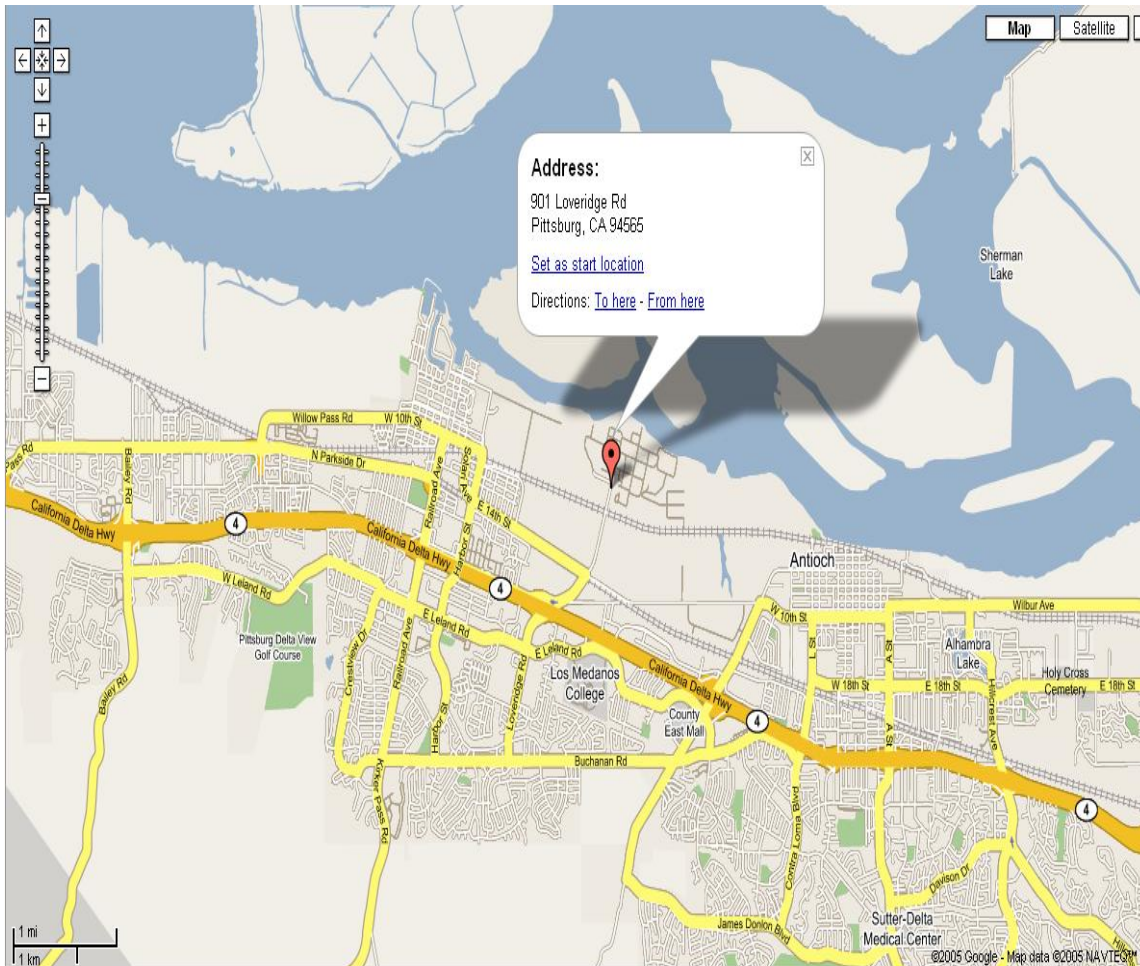 Map
Satellite
Address:
901 Loveridge Rd
Pittsburg, CA 94565
Set as start location
Directions: To here - From here
Sherman
Lake
Willow Pass Rd
W 10th St
Pass Rd
N Parkside Dr
Bailey Rd
Railroad Ave
Solari Ave
E 14th St
California Delta Hwy
4
California Delta Hwy
Harbor St
4
Antioch
W Leland Rd
E Leland Rd
Pittsburg Delta View
Golf Course
Crestview Dr
Railroad Ave
Harbor St
Loveridge Rd
E Leland Rd
Los Medanos
College
California Delta Hwy
County
East Mall
4
W 10th St
L St
A St
Wilbur Ave
Alhambra
Lake
W 18th St
E 18th St
Hillcrest Ave
Holy Cross
Cemetery
E 18th St
A St
Bailey Rd
Buchanan Rd
Kirker Pass Rd
Contra Loma Blvd
4
Davison Dr
James Donlon Blvd
Sutter-Delta
Medical Center
1 mi
1 km
©2005 Google - Map data ©2005 NAVTEQ™